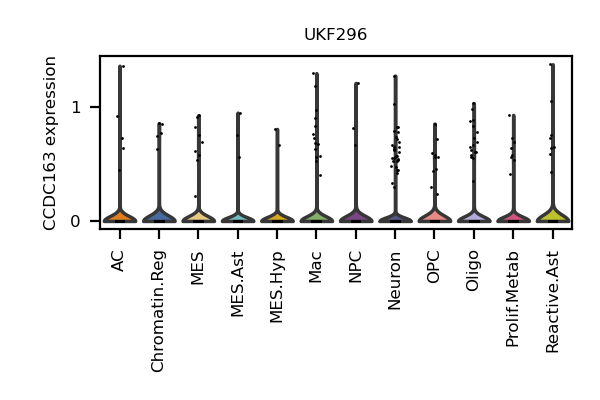 UKF296
CCDC163 expression
1
0
AC
Chromatin.Reg
MES
MES.Ast
MES.Hyp
Mac
NPC
Neuron
OPC
Oligo
Prolif.Metab
Reactive.Ast